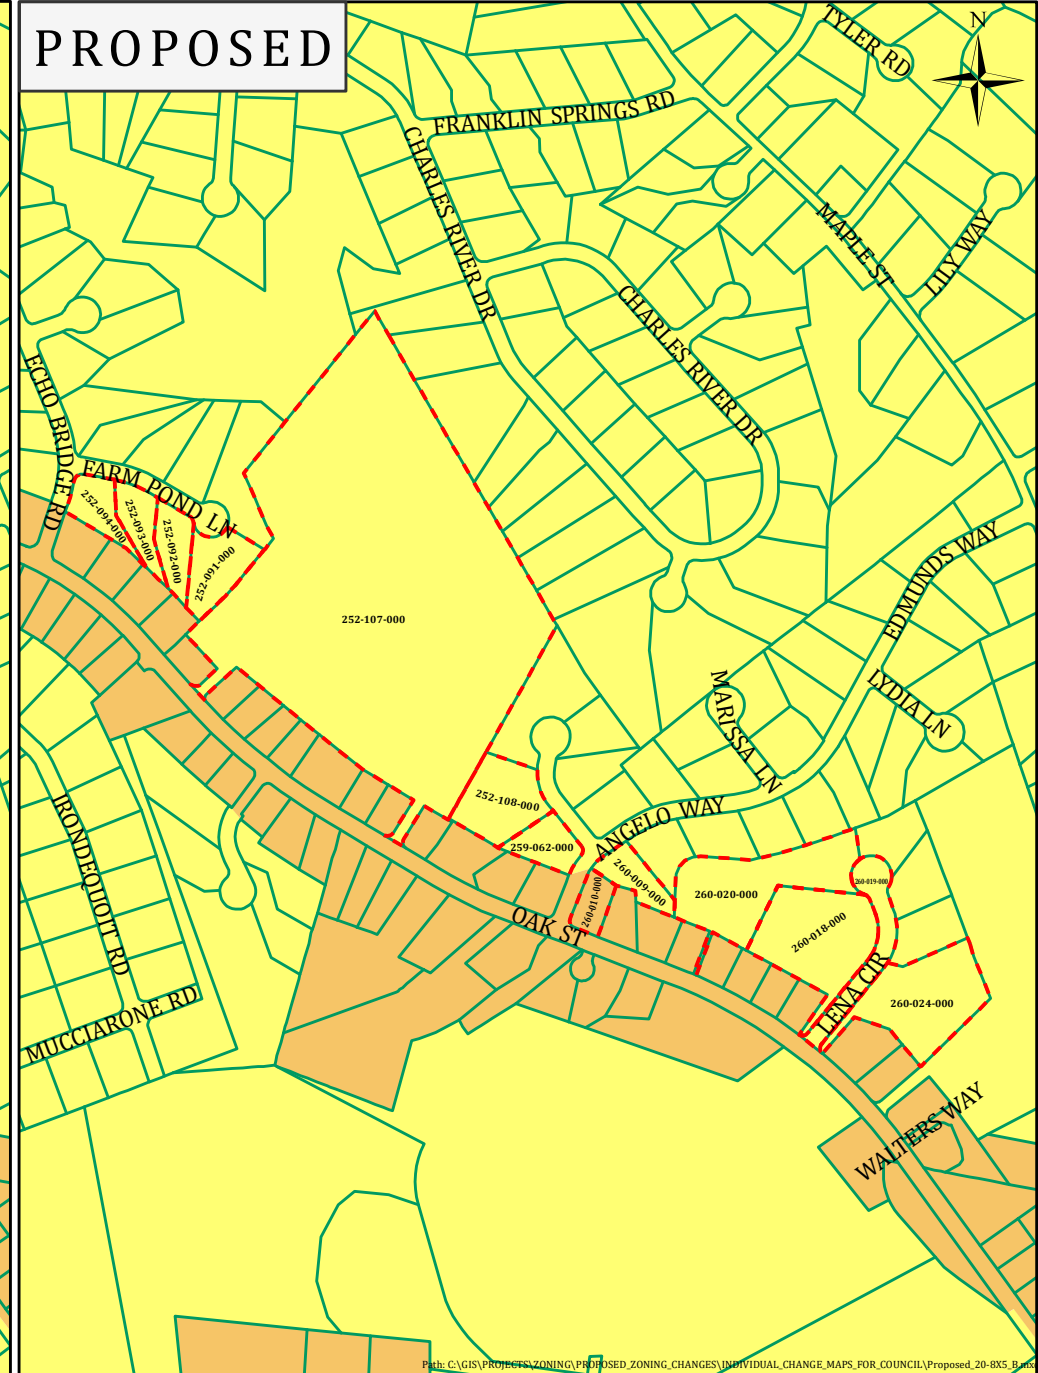 PROPOSED
N
TYLER RD
FRANKLIN SPRINGS RD
CHARLES RIVER DR
MAPLE ST
LILY WAY
CHARLES RIVER DR
ECHO BRIDGE RD
FARM POND LN
252-094-000
252-093-000
252-092-000
252-091-000
252-107-000
EDMUNDS WAY
LYDIA LN
MARISSA LN
252-108-000
259-062-000
ANGELO WAY
260-009-000
260-010-000
260-020-000
260-019-000
260-018-000
OAK ST
LENA CIR
260-024-000
IRONDEQUOIT RD
MUCCIARONE RD
WALTERS WAY
Path: C:\GIS\PROJECTS\ZONING\PROPOSED_ZONING_CHANGES\INDIVIDUAL_CHANGE_MAPS_FOR_COUNCIL\Proposed_20-8X5_B.mx